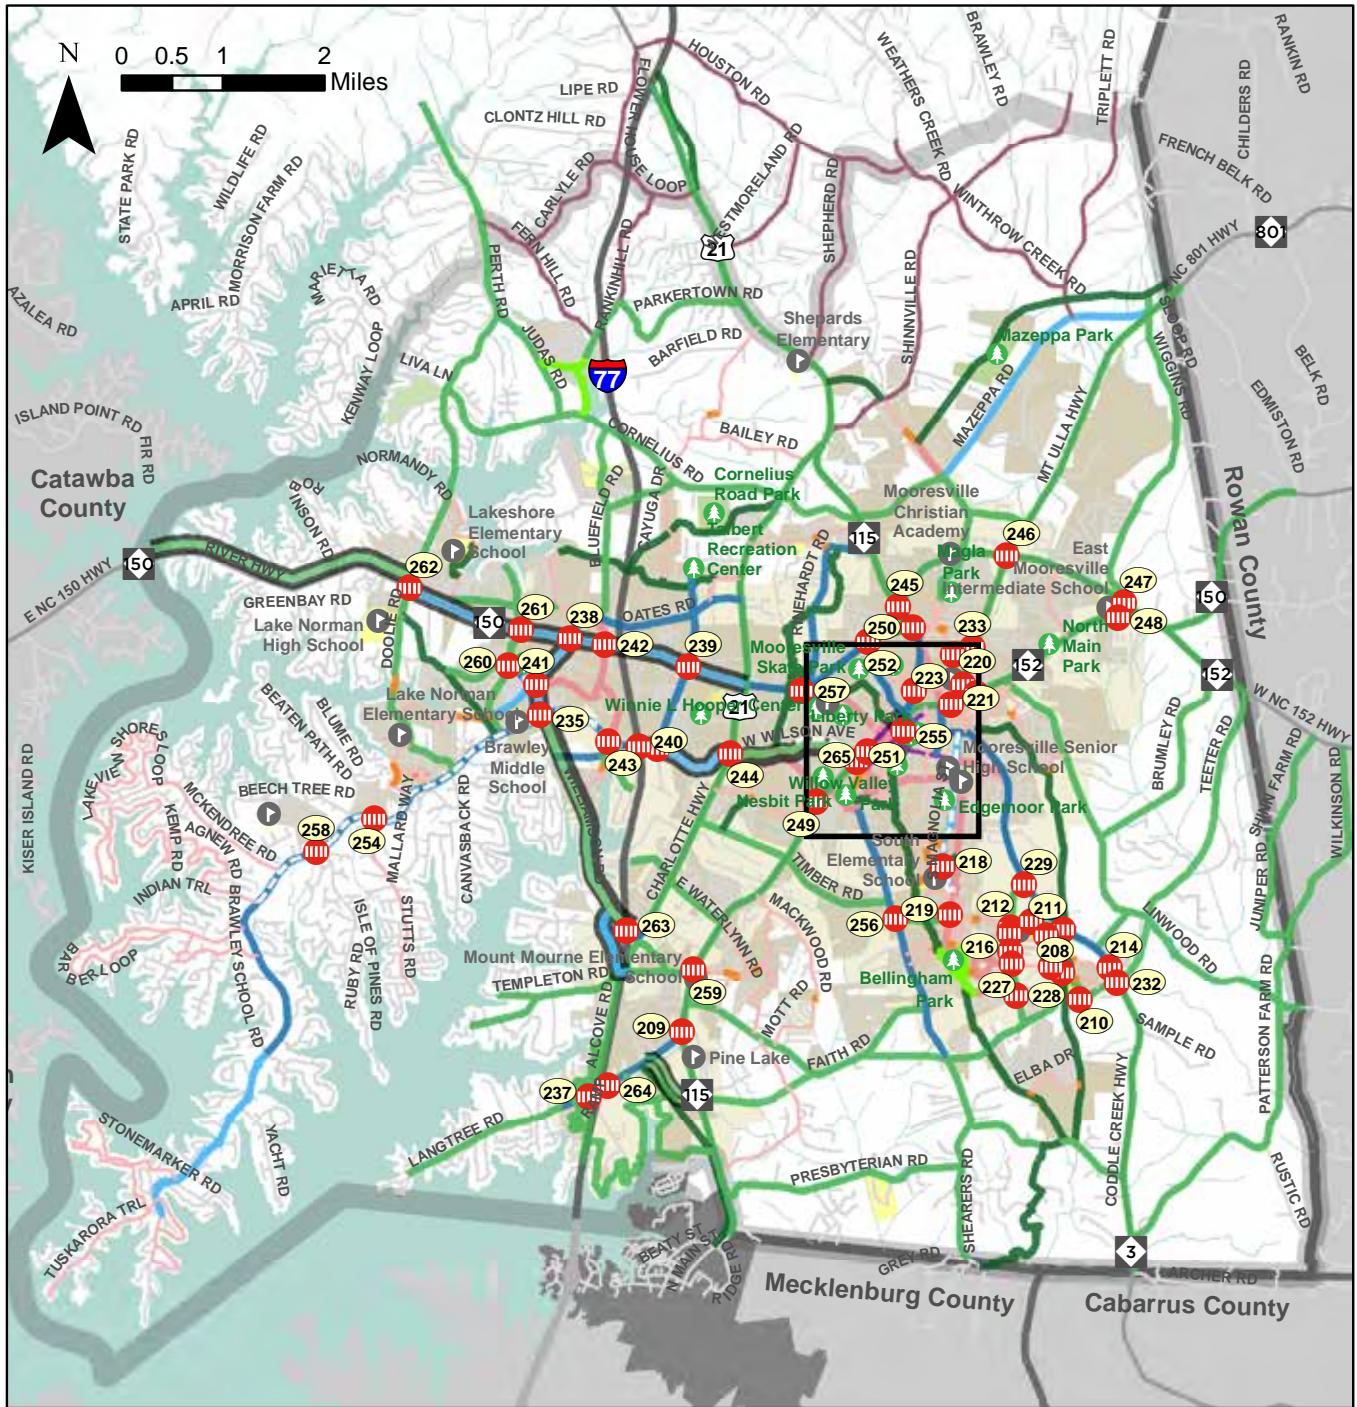 N
0 0.5 1 2
Miles
HOUSTON RD
LIPE RD
CLONTZ HILL RD
FLOWER HOUSE LOOP
WEATHERS CREEK RD
BRAWLEY RD
TRIPLETT RD
RANKIN RD
CHILDERS RD
FRENCH BELK RD
STATE PARK RD
WILDLIFE RD
MORRISON FARM RD
CARLYLE RD
FERN HILL RD
WESTMORELAND RD
SHEPHERD RD
WINTHROW CREEK RD
NC 801 HWY
801
21
PERTH RD
RANKINHILL RD
MARIETTA RD
APRIL RD
AZALEA RD
PARKERTOWN RD
SHINNVILLE RD
SLOOP RD
WIGGINS RD
Shepards
Elementary
Mazeppa Park
JUDAS RD
BARFIELD RD
LIVA LN
KENWAY LOOP
77
MAZEPPA RD
MT ULLA HWY
BELK RD
EDMISTON RD
ISLAND POINT RD
FIR RD
CORNELIUS RD
BAILEY RD
NORMANDY RD
Catawba
County
ROBINSON RD
Cornelius
Road Park
BLUEFIELD RD
CAYUGA DR
Talbert
Recreation
Center
Mooresville
Christian
Academy
Rowan County
Lakeshore
Elementary
School
RINEHARDT RD
115
246
East
Mooresville
Intermediate School
Magla
Park
150
E NC 150 HWY
RIVER HWY
262
GREENBAY RD
Lake Norman
High School
DOOLIE RD
150
261
238
OATES RD
242
239
245
250
233
247
248
150
North
Main
Park
152
152
W NC 152 HWY
260
241
Mooresville
Skate Park
252
223
220
221
Lake Norman
Elementary School
Winnie L Hooper Center
257
Liberty Park
21
235
BEATEN PATH RD
BLUME RD
Brawley
Middle
School
243
240
W WILSON AVE
244
265
251
255
Mooresville Senior
High School
Willow Valley
Park
Nesbit Park
Edgemoor Park
249
S MAGNOLIA ST
LAKE VIEW SHORES LOOP
KISER ISLAND RD
BEECH TREE RD
MCKENDREE RD
KEMP RD
AGNEW RD
258
254
MALLARD WAY
CANVASBACK RD
WILLIAMSON RD
CHARLOTTE HWY
BRUMLEY RD
TEETER RD
SHINN FARM RD
WILKINSON RD
INDIAN TRL
BRAWLEY SCHOOL RD
STUTTS RD
ISLE OF PINES RD
RUBY RD
TIMBER RD
South
Elementary
School
218
229
219
256
212
211
216
208
214
232
227
228
210
LINWOOD RD
JUNIPER RD
E WATERLYNN RD
MACKWOOD RD
263
BARBER LOOP
Mount Mourne Elementary
School
TEMPLETON RD
259
Bellingham
Park
MOTT RD
209
Pine Lake
FAITH RD
ELBA DR
SAMPLE RD
PATTERSON FARM RD
ALCOVE RD
RAMP
237
264
115
LANGTREE RD
CODDLE CREEK HWY
STONEMARKER RD
YACHT RD
TUSKARORA TRL
PRESBYTERIAN RD
SHEARERS RD
RUSTIC RD
BEATY ST
N MAIN ST
RIDGE RD
GREY RD
3
ARCHER RD
Mecklenburg County
Cabarrus County